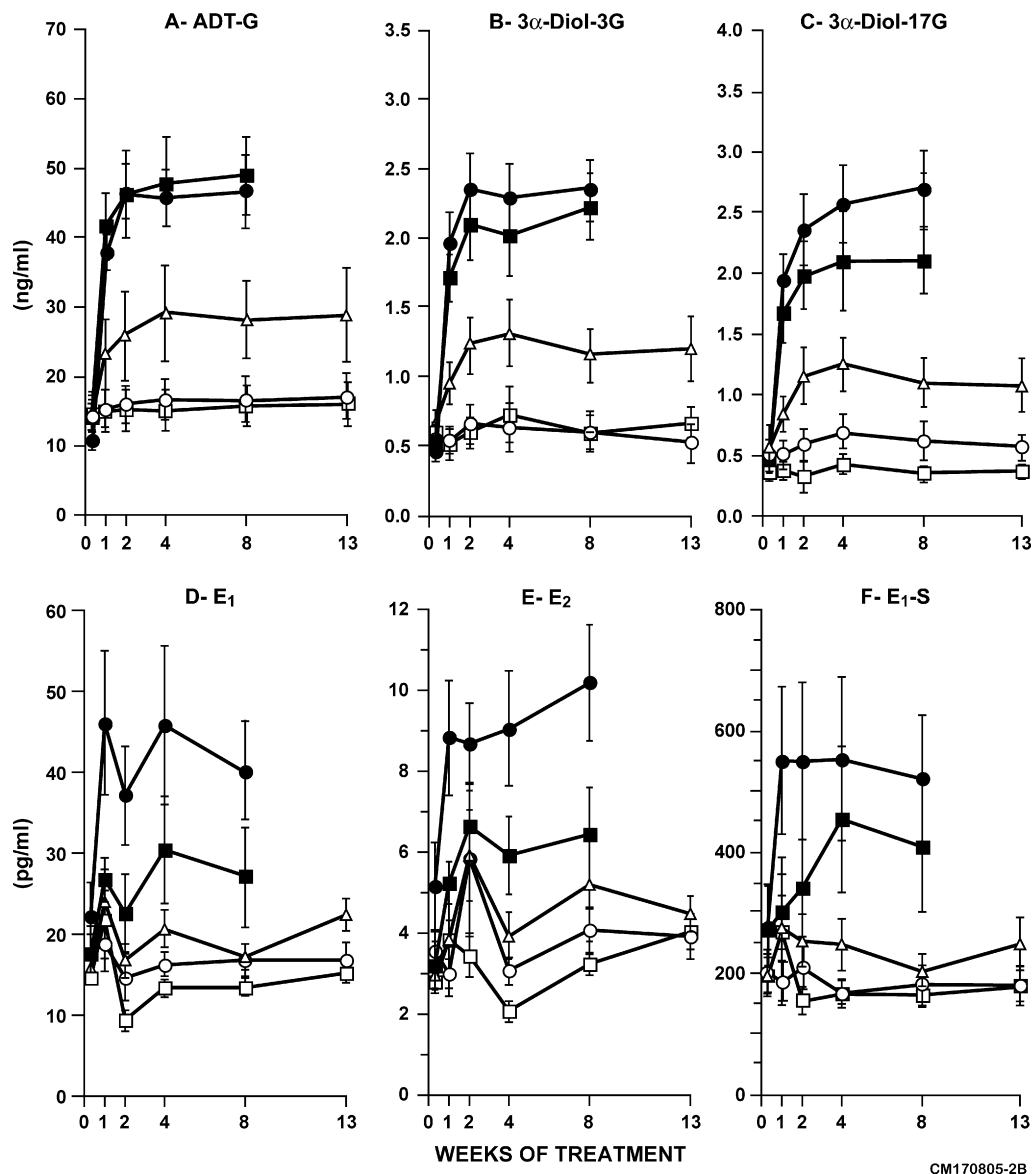 A- ADT-G
B- 3α-Diol-3G
C- 3α-Diol-17G
70
60
50
40
30
20
10
0
(ng/ml)
0 1 2 4 8 13
3.5
3.0
2.5
2.0
1.5
1.0
0.5
0.0
0 1 2 4 8 13
4.0
3.5
3.0
2.5
2.0
1.5
1.0
0.5
0.0
0 1 2 4 8 13
D- E₁
E- E₂
F- E₁-S
60
50
40
30
20
10
0
(pg/ml)
0 1 2 4 8 13
12
10
8
6
4
2
0
0 1 2 4 8 13
800
600
400
200
0
0 1 2 4 8 13
WEEKS OF TREATMENT
CM170805-2B